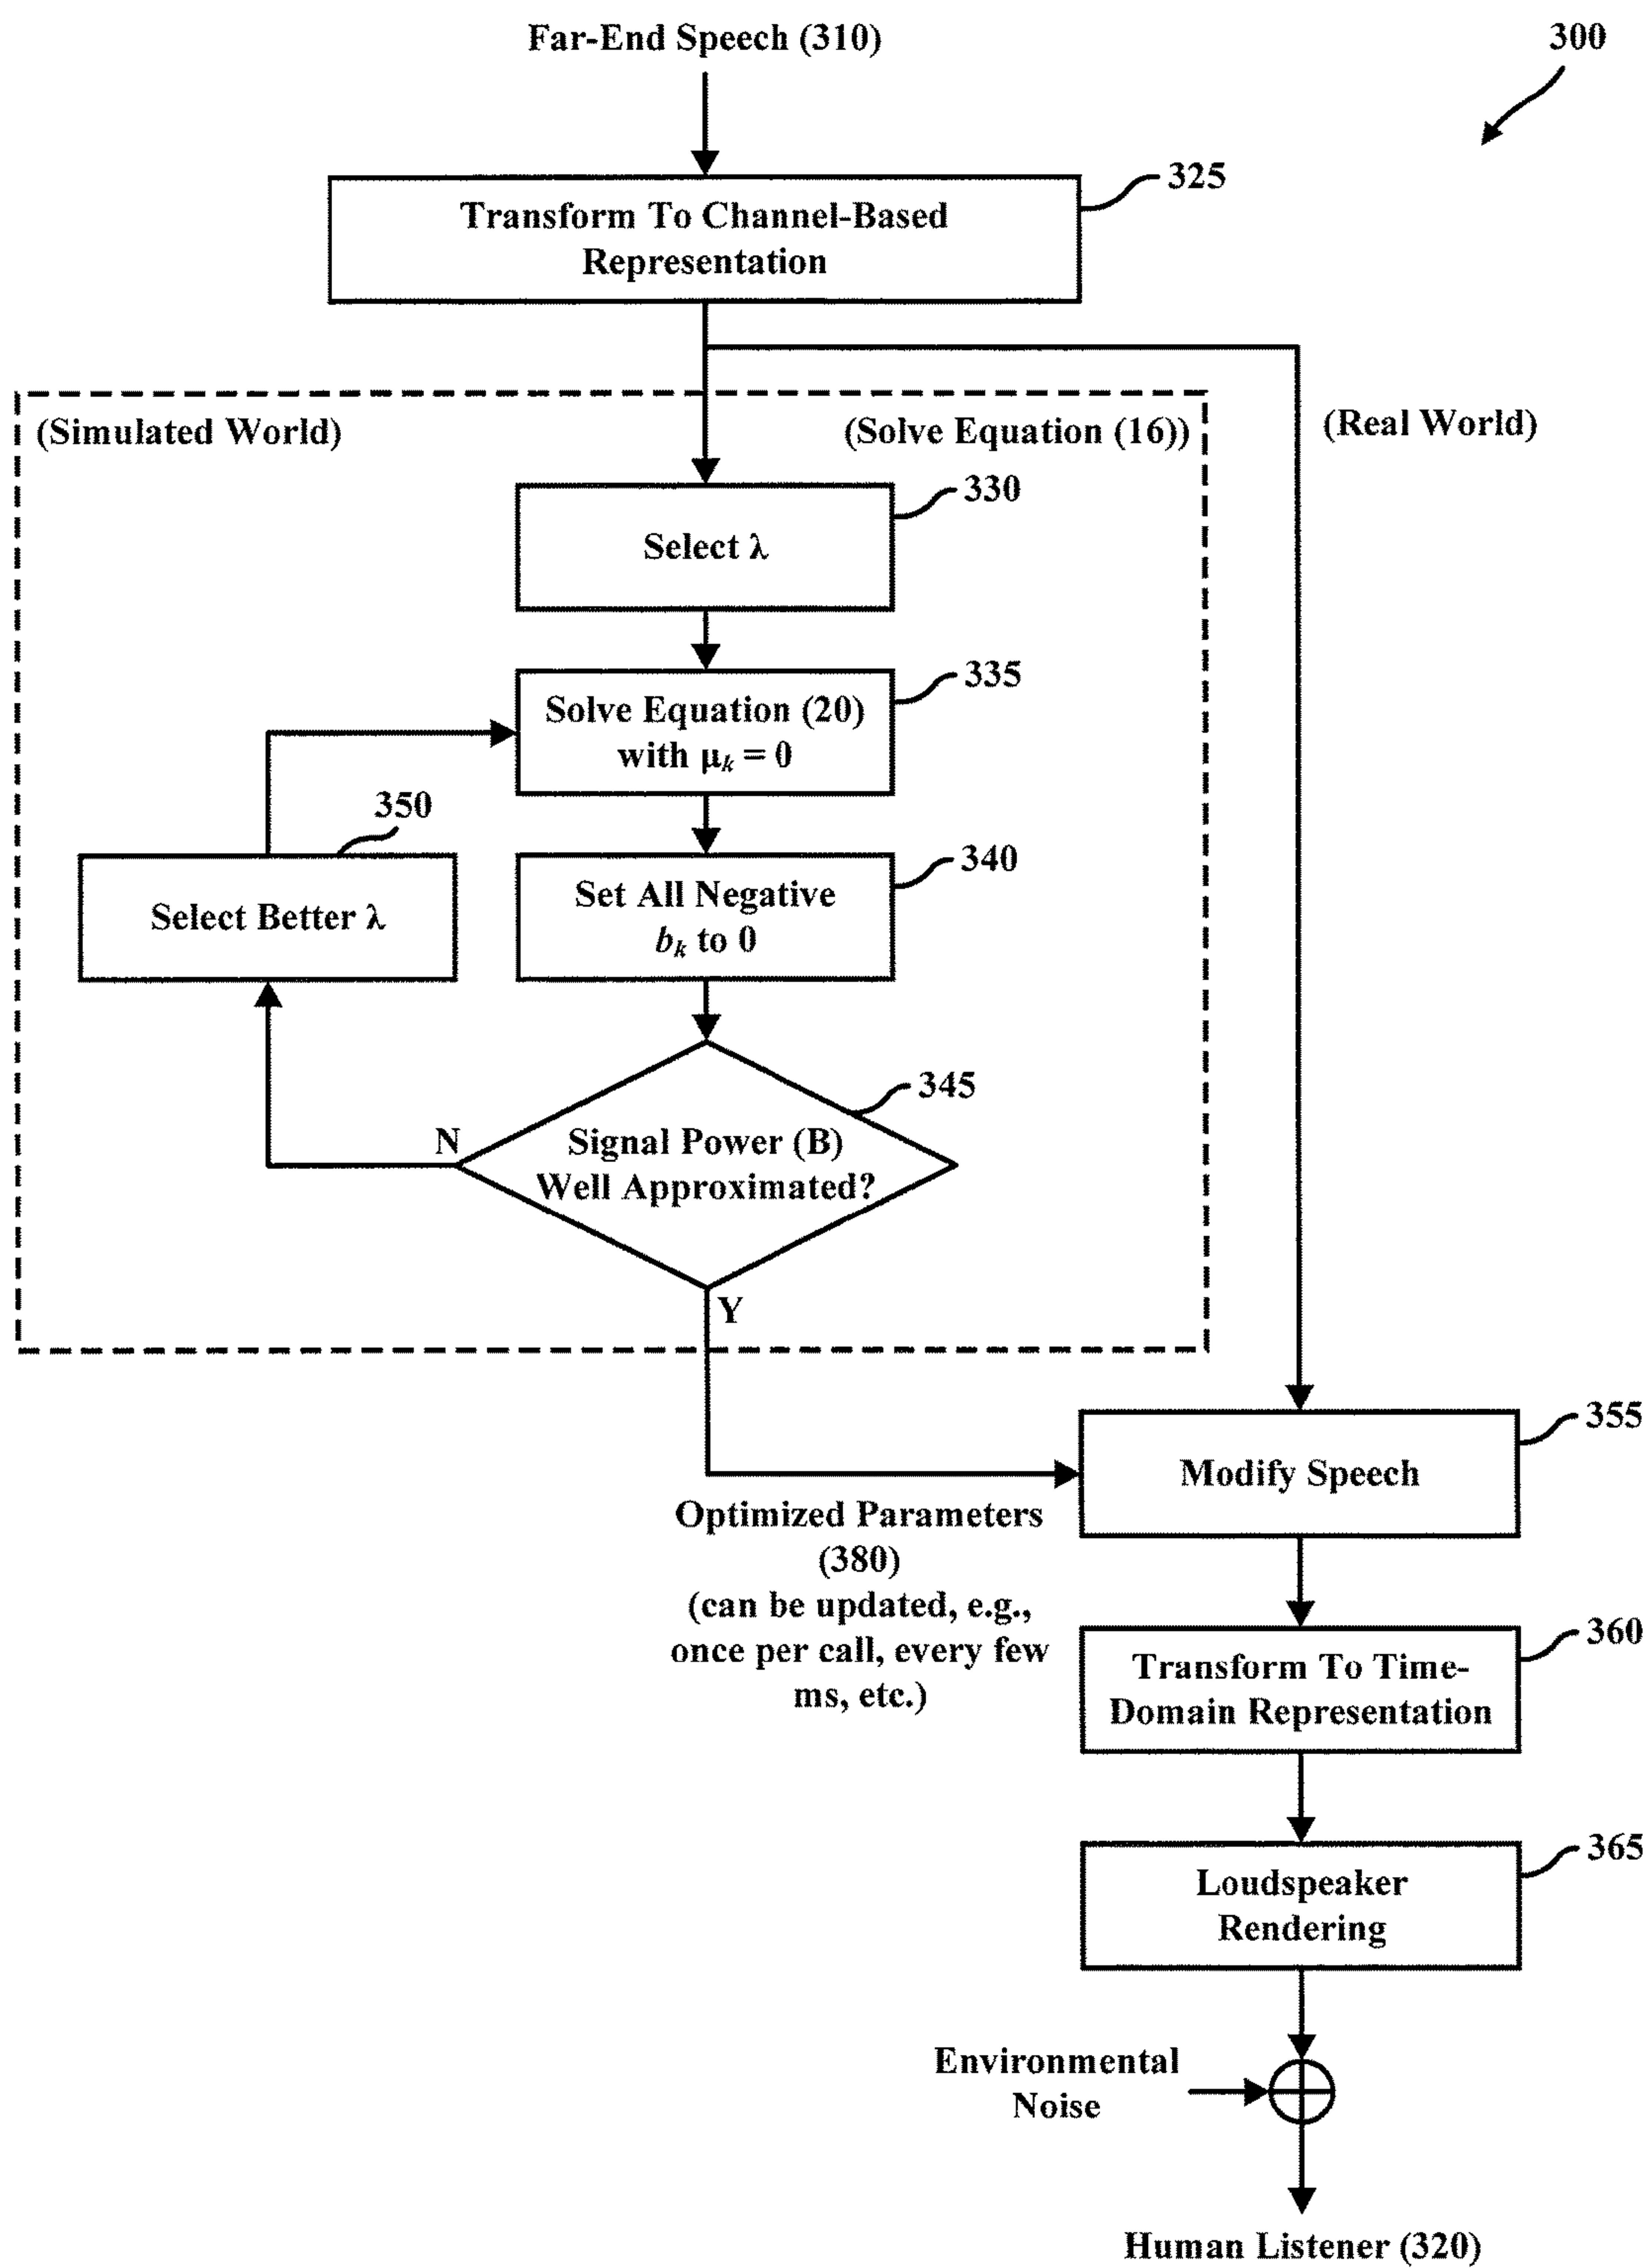 Far-End Speech (310)
300
325
Transform To Channel-Based
Representation
(Simulated World)
(Solve Equation (16))
(Real World)
330
Select λ
335
Solve Equation (20)
with μk = 0
350
Select Better λ
340
Set All Negative
bk to 0
345
N
Signal Power (B)
Well Approximated?
Y
355
Modify Speech
Optimized Parameters
(380)
(can be updated, e.g.,
once per call, every few
ms, etc.)
360
Transform To Time-
Domain Representation
365
Loudspeaker
Rendering
Environmental
Noise
Human Listener (320)